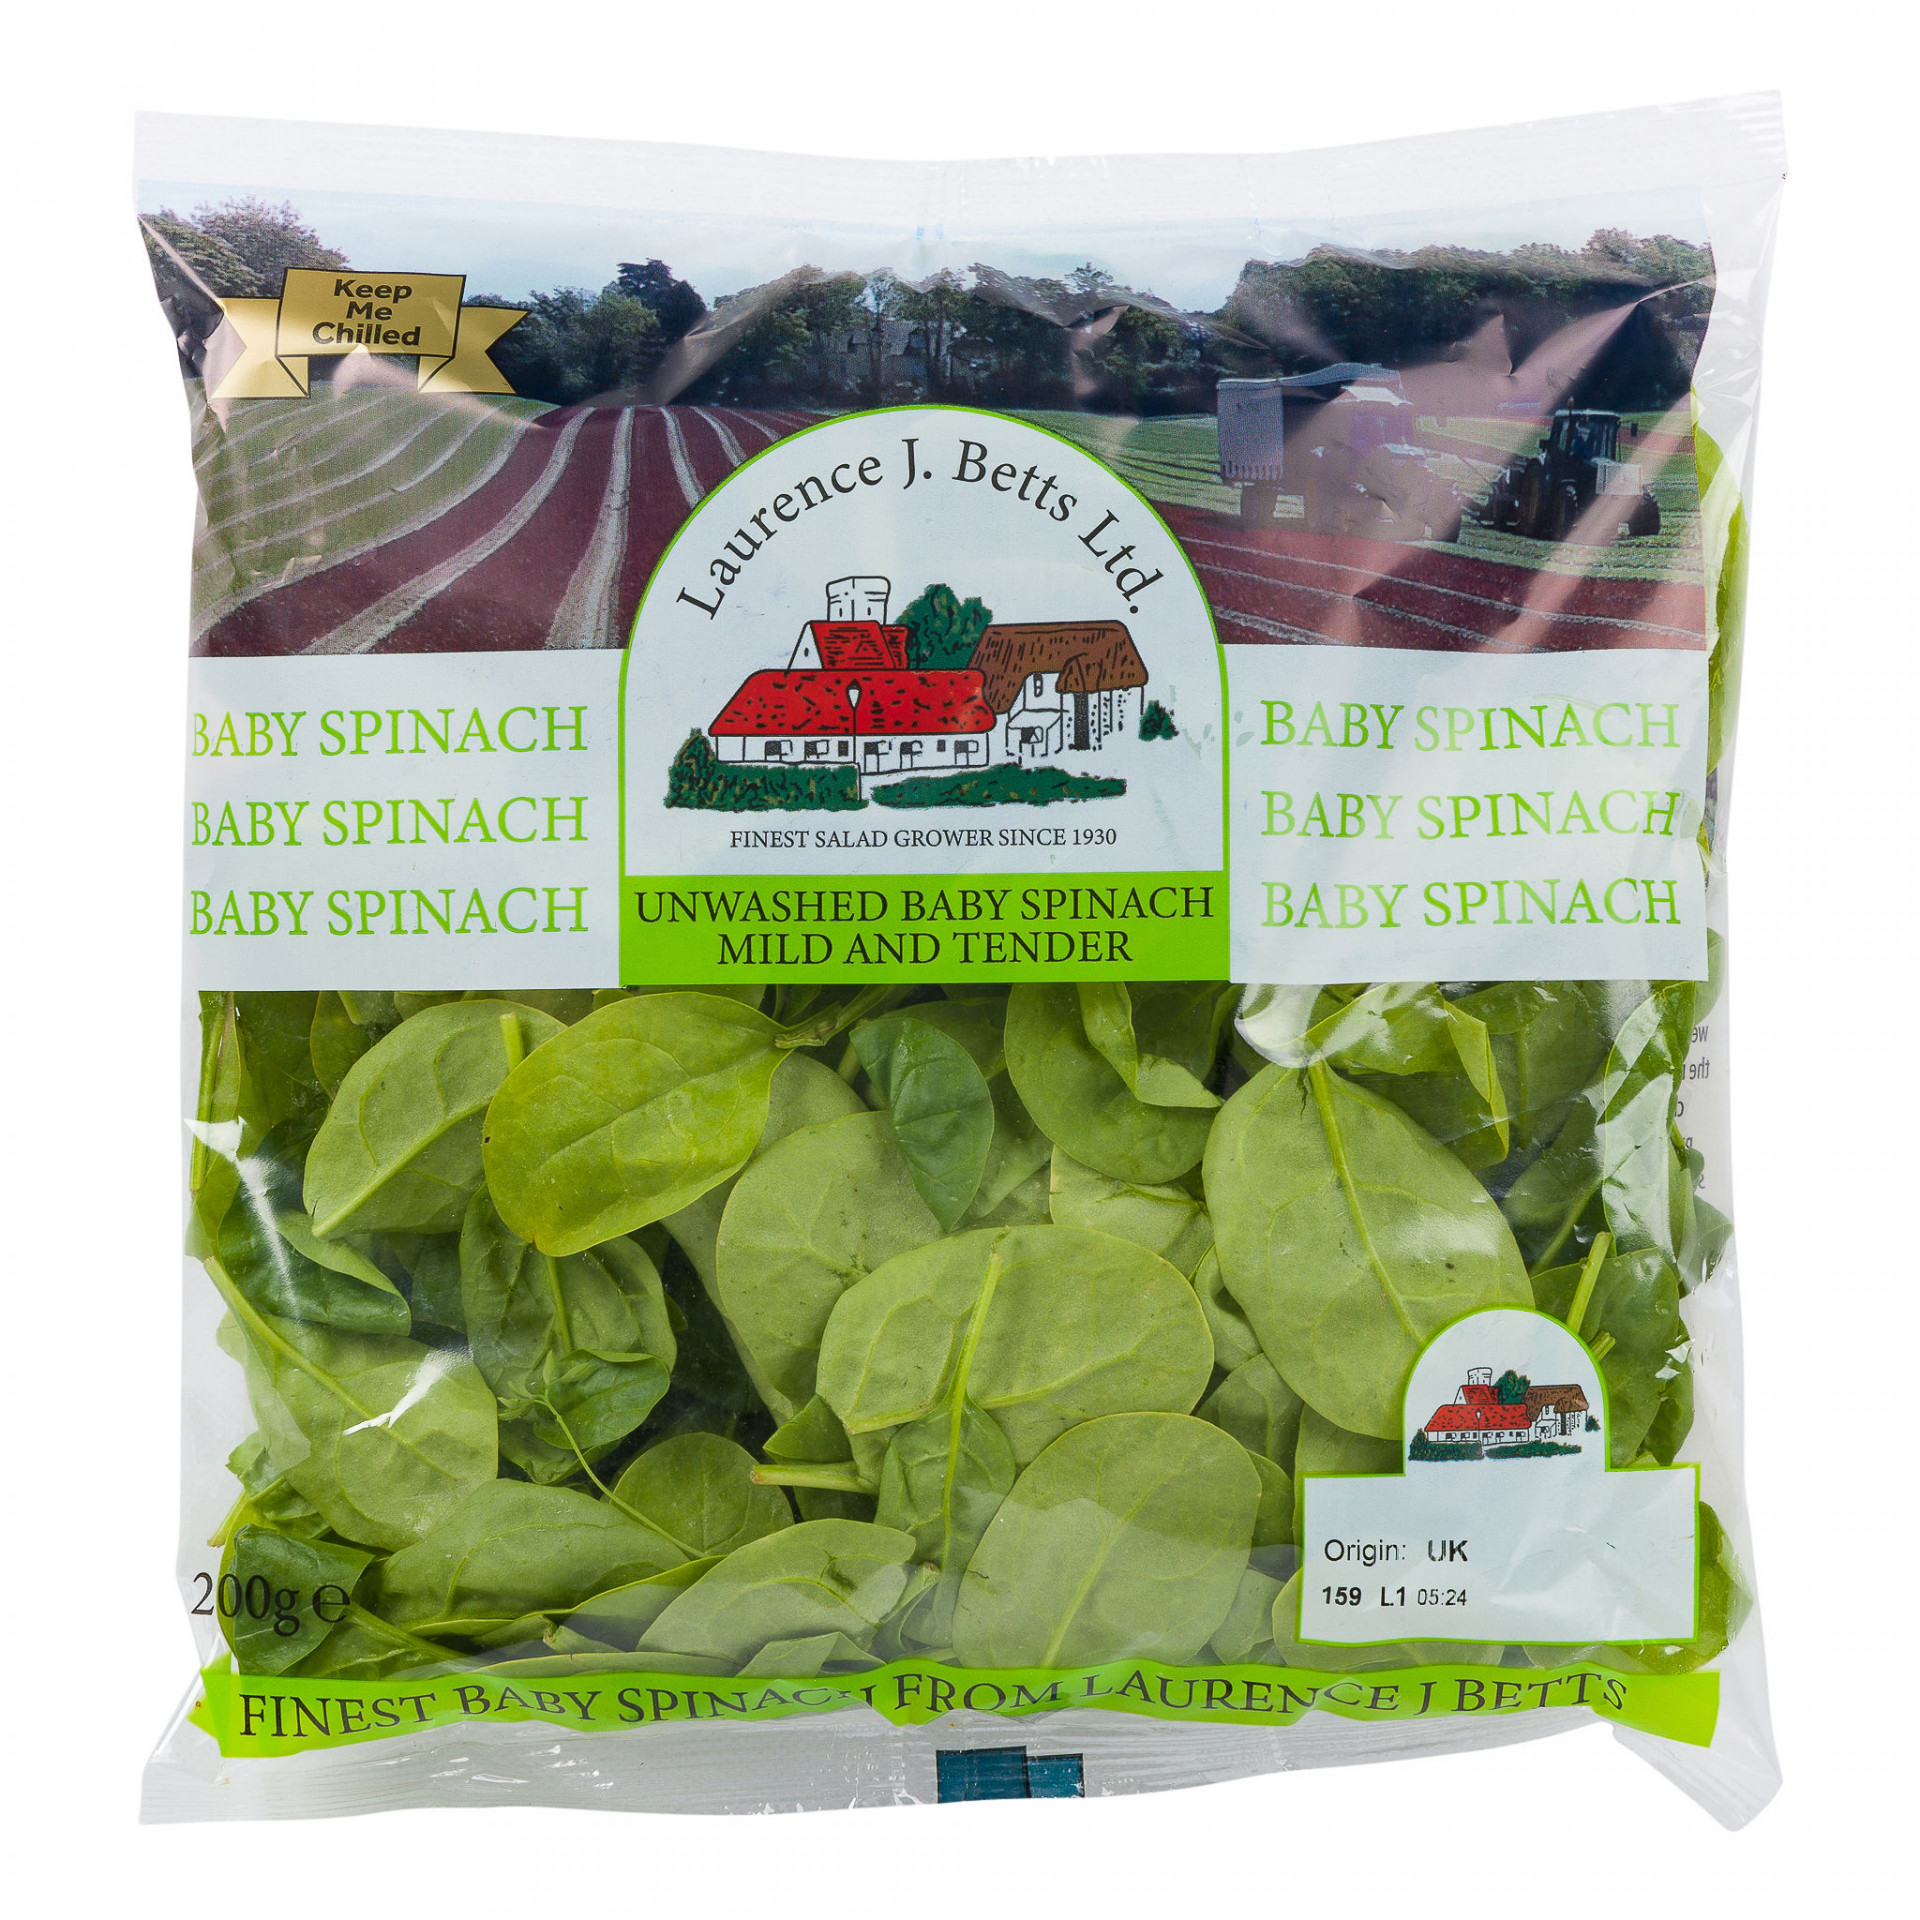 Keep
Me
Chilled
Laurence J. Betts Ltd.
FINEST SALAD GROWER SINCE 1930
UNWASHED BABY SPINACH
MILD AND TENDER
BABY SPINACH
BABY SPINACH
BABY SPINACH
BABY SPINACH
BABY SPINACH
BABY SPINACH
Origin: UK
159 L1 05:24
200g e
FINEST BABY SPINACH FROM LAURENCE J BETTS